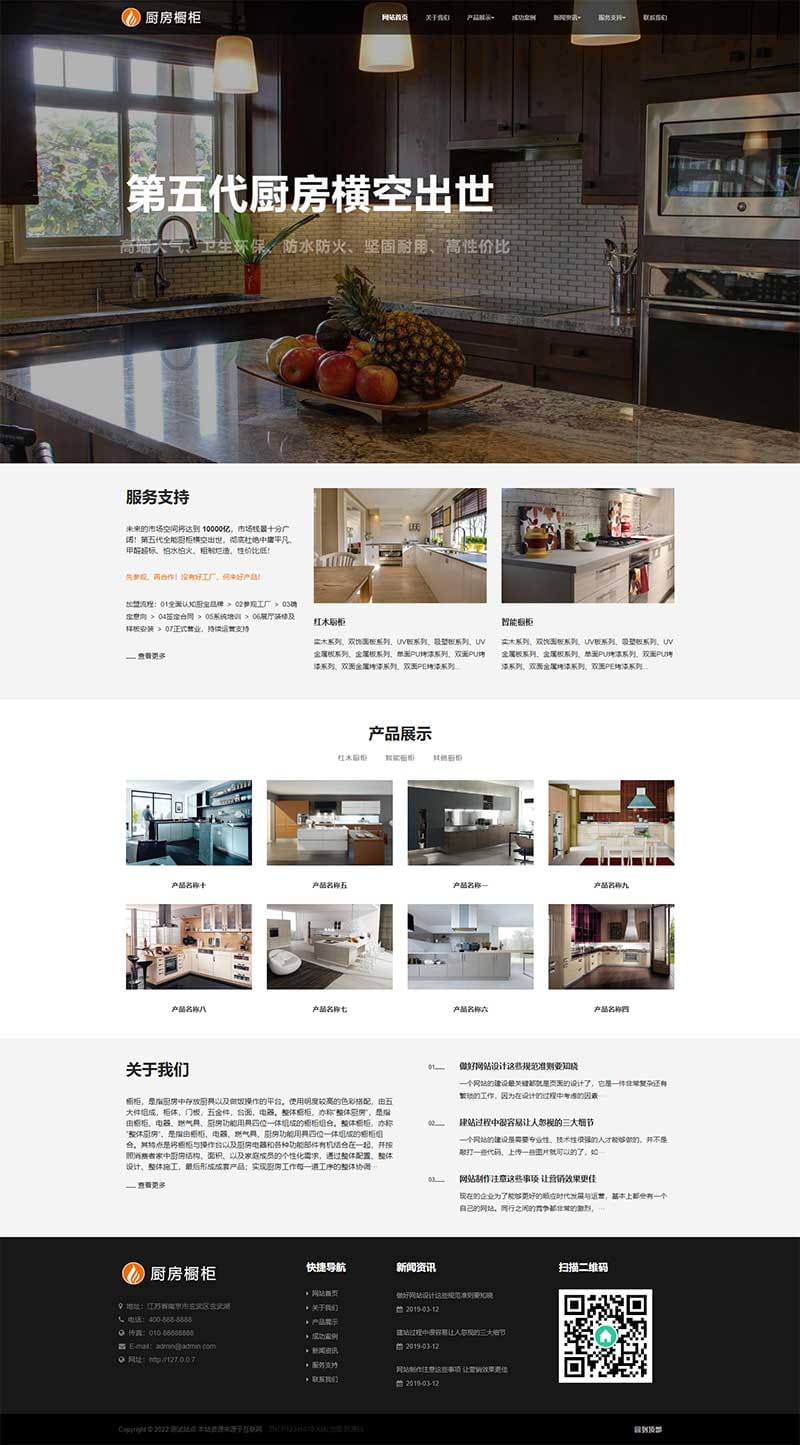 厨房橱柜
网站首页
关于我们
产品展示
成功案例
新闻资讯
服务支持
联系我们
第五代厨房横空出世
高端大气、卫生环保、防水防火、坚固耐用、高性价比
服务支持
未来的市场空间将达到 10000亿，市场钱景十分广
阔！第五代全能厨柜横空出世，彻底杜绝中庸平凡、
甲醛超标、怕水怕火、粗制烂造、性价比低！
先参观，再合作！没有好工厂，何来好产品！
加盟流程：01全面认知厨宝品牌 > 02参观工厂 > 03确
定意向 > 04签定合同 > 05系统培训 > 06展厅装修及
样板安装 > 07正式营业，持续运营支持
查看更多
红木橱柜
实木系列、双饰面板系列、UV板系列、吸塑板系列、UV
金属板系列、金属板系列、单面PU烤漆系列、双面PU烤
漆系列、双面金属烤漆系列、双面PE烤漆系列...
智能橱柜
实木系列、双饰面板系列、UV板系列、吸塑板系列、UV
金属板系列、金属板系列、单面PU烤漆系列、双面PU烤
漆系列、双面金属烤漆系列、双面PE烤漆系列...
产品展示
红木橱柜
智能橱柜
其他橱柜
产品名称十
产品名称五
产品名称一
产品名称九
产品名称八
产品名称七
产品名称六
产品名称四
关于我们
橱柜，是指厨房中存放厨具以及做饭操作的平台。使用明度较高的色彩搭配，由五
大件组成，柜体，门板，五金件，台面，电器。整体橱柜，亦称“整体厨房”，是指
由橱柜、电器、燃气具、厨房功能用具四位一体组成的橱柜组合。整体橱柜，亦称
“整体厨房”，是指由橱柜、电器、燃气具、厨房功能用具四位一体组成的橱柜组
合。其特点是将橱柜与操作台以及厨房电器和各种功能部件有机结合在一起，并按
照消费者家中厨房结构、面积、以及家庭成员的个性化需求，通过整体配置、整体
设计、整体施工，最后形成成套产品；实现厨房工作每一道工序的整体协调···
查看更多
01
做好网站设计这些规范准则要知晓
一个网站的建设最关键都就是页面的设计了，它是一件非常复杂还有
繁琐的工作，因为在设计的过程中考虑的因素···
02
建站过程中很容易让人忽视的三大细节
一个网站的建设是需要专业性、技术性很强的人才能够做的，并不是
敲打一些代码、上传一些图片就可以的了，如···
03
网站制作注意这些事项 让营销效果更佳
现在的企业为了能够更好的顺应时代发展与运营，基本上都会有一个
自己的网站。同行之间的竞争都非常的激烈，···
厨房橱柜
地址：江苏省南京市玄武区玄武湖
电话：400-868-8888
传真：010-88888888
E-mail：admin@admin.com
网址：http://127.0.0.7
快捷导航
网站首页
关于我们
产品展示
成功案例
新闻资讯
服务支持
联系我们
新闻资讯
做好网站设计这些规范准则要知晓
2019-03-12
建站过程中很容易让人忽视的三大细节
2019-03-12
网站制作注意这些事项 让营销效果更佳
2019-03-12
扫描二维码
Copyright © 2022 测试站点 本站资源来源于互联网
回到顶部